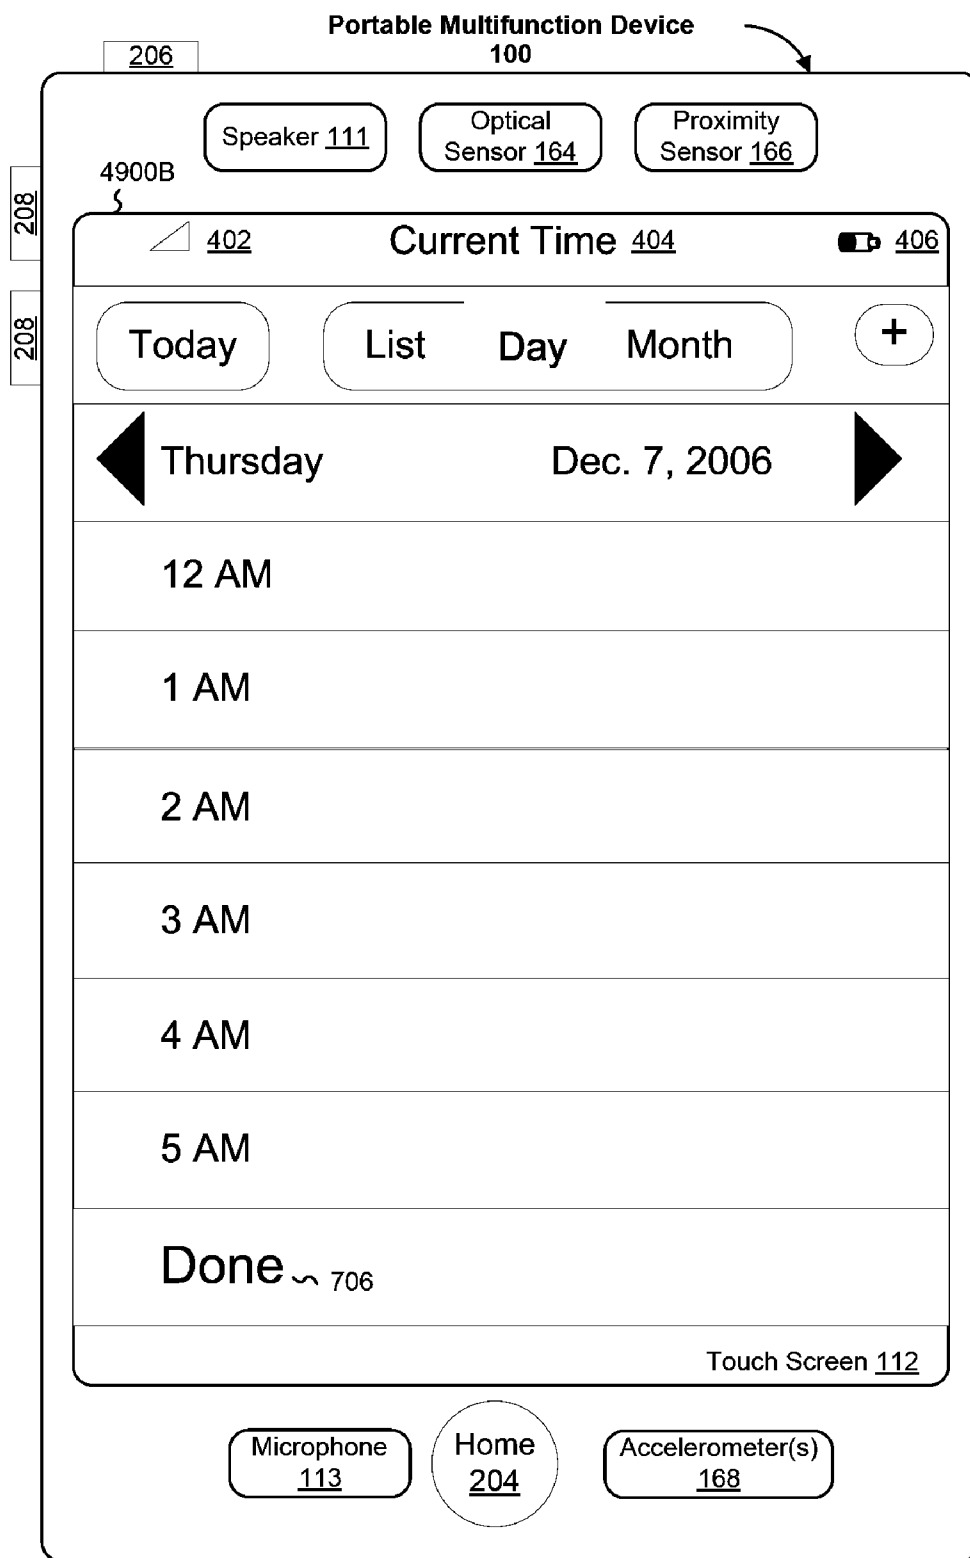 Portable Multifunction Device
100
206
Speaker 111
Optical
Sensor 164
Proximity
Sensor 166
208
4900B
402
Current Time 404
406
208
Today
List
Day
Month
+
Thursday
Dec. 7, 2006
12 AM
1 AM
2 AM
3 AM
4 AM
5 AM
Done
706
Touch Screen 112
Microphone
113
Home
204
Accelerometer(s)
168